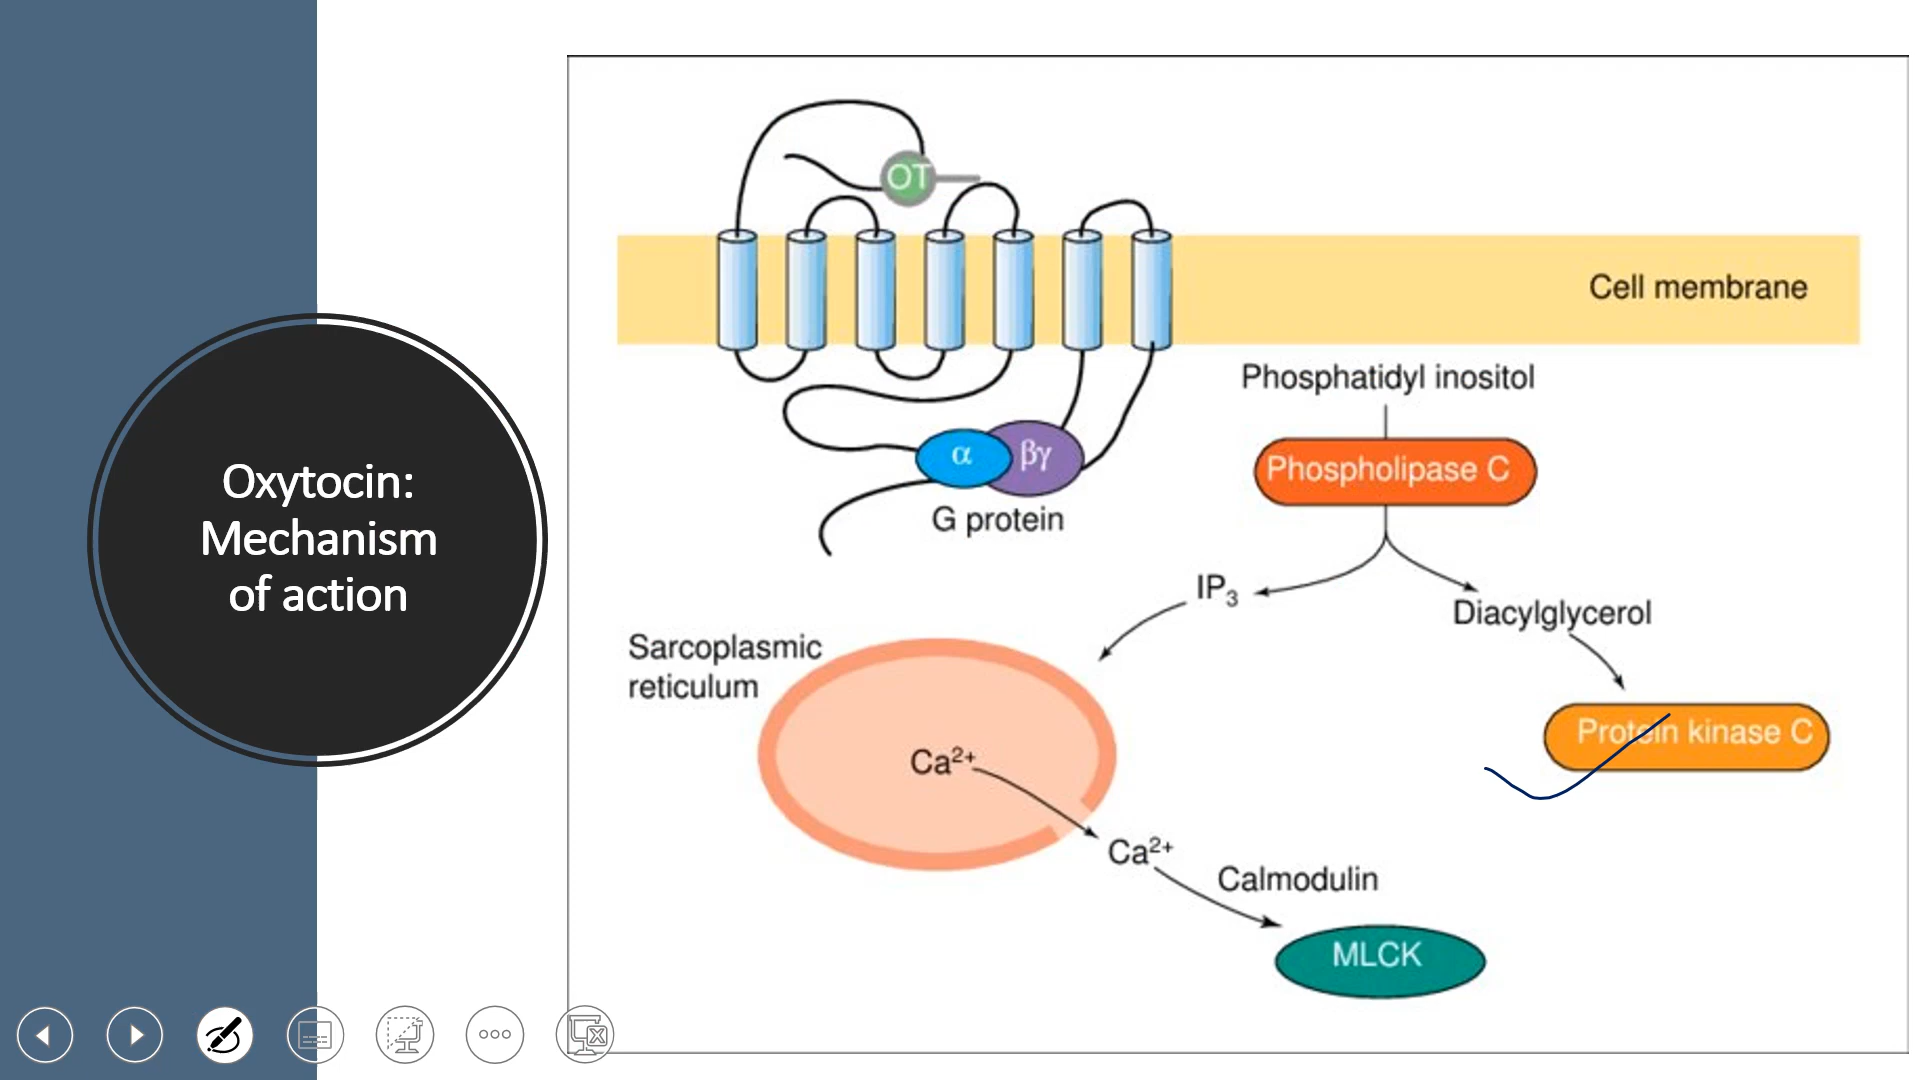 Oxytocin:
Mechanism
of action
OT
Cell membrane
Phosphatidyl inositol
Phospholipase C
α
βγ
G protein
IP₃
Diacylglycerol
Sarcoplasmic
reticulum
Protein kinase C
Ca²⁺
Ca²⁺
Calmodulin
MLCK